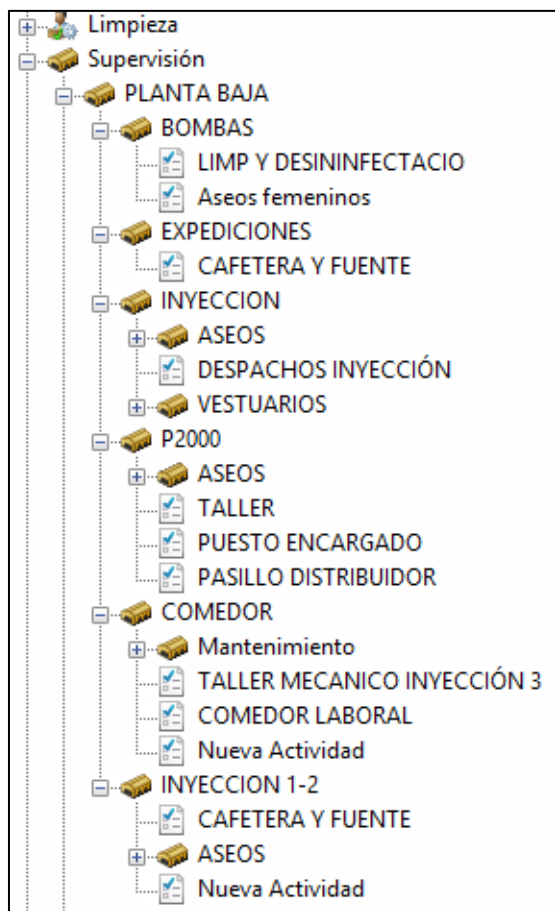 Limpieza
Supervisión
PLANTA BAJA
BOMBAS
LIMP Y DESININFECTACIO
Aseos femeninos
EXPEDICIONES
CAFETERA Y FUENTE
INYECCION
ASEOS
DESPACHOS INYECCIÓN
VESTUARIOS
P2000
ASEOS
TALLER
PUESTO ENCARGADO
PASILLO DISTRIBUIDOR
COMEDOR
Mantenimiento
TALLER MECANICO INYECCIÓN 3
COMEDOR LABORAL
Nueva Actividad
INYECCION 1-2
CAFETERA Y FUENTE
ASEOS
Nueva Actividad